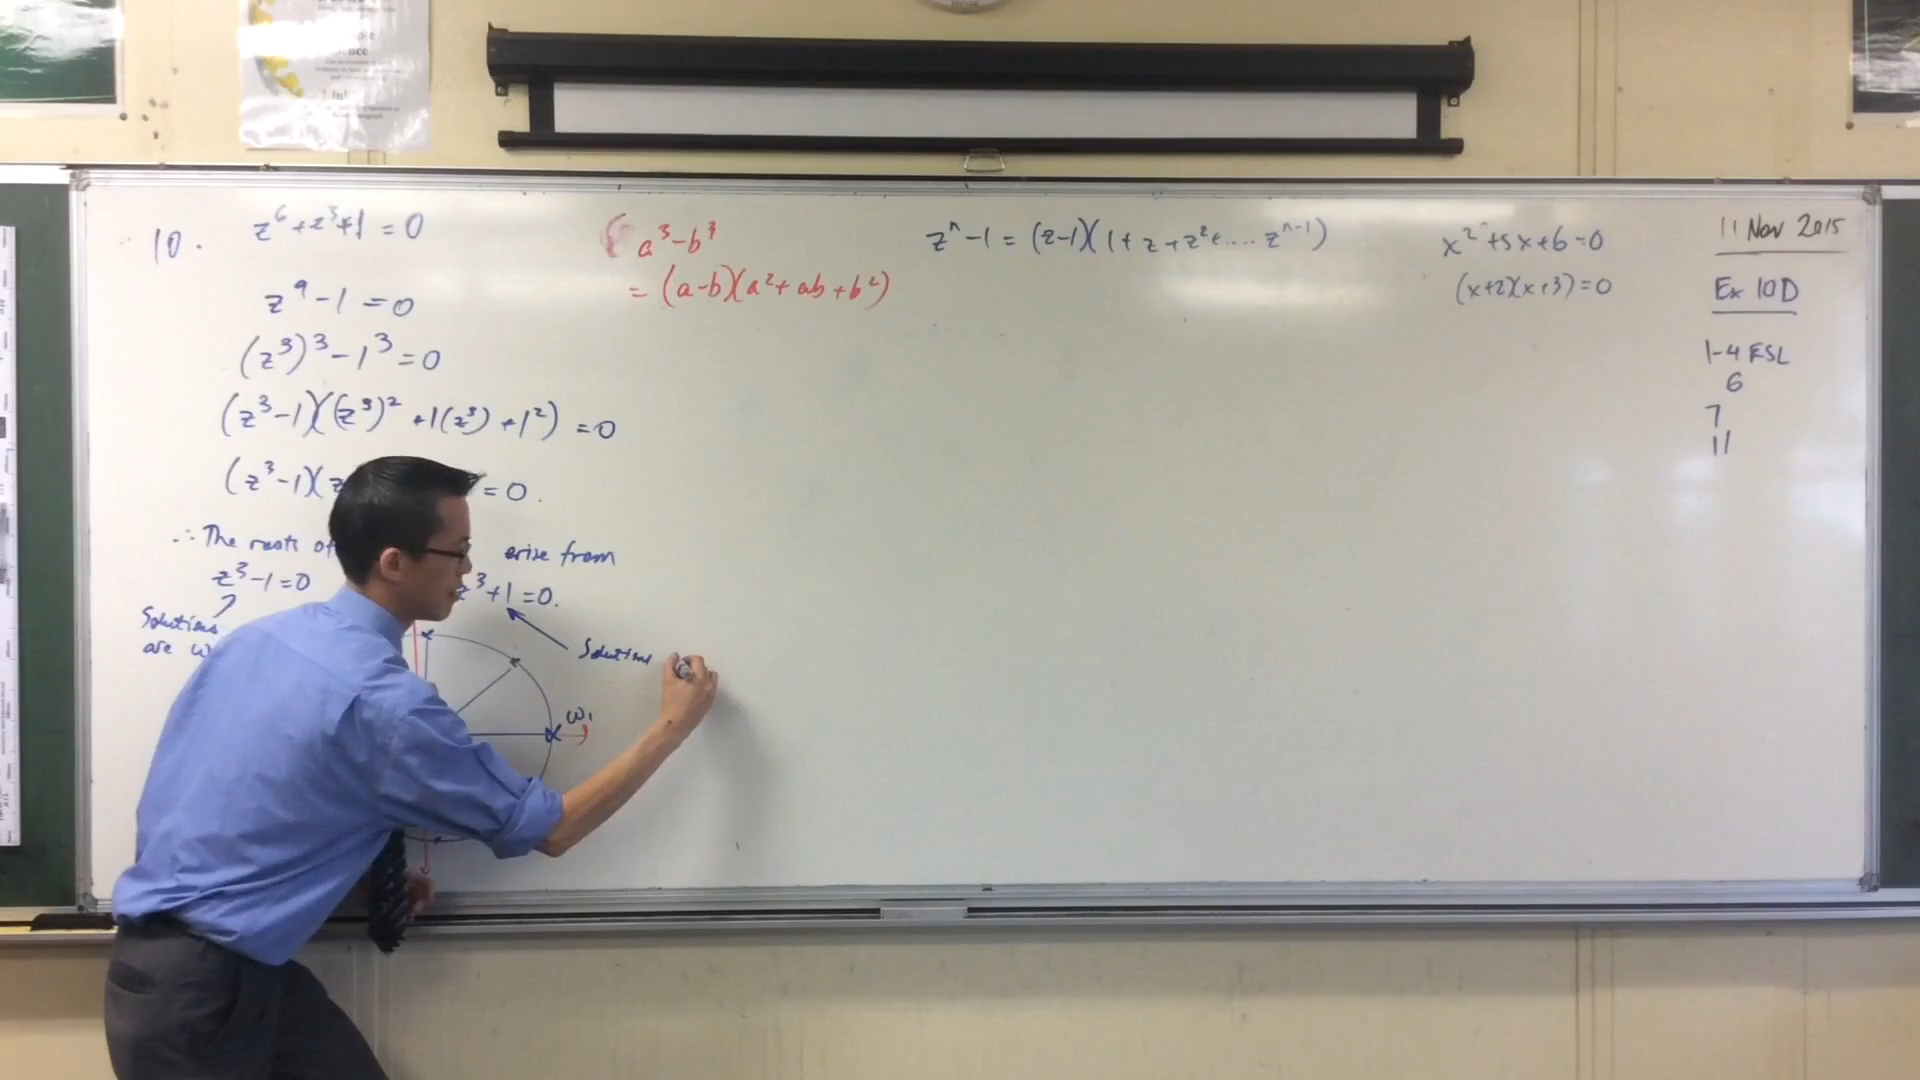 10. z⁶+z³+1=0
z⁹-1=0
(z³)³-1³=0
(z³-1)((z³)²+1(z³)+1²)=0
(z³-1)(z =0.
∴ The roots of arise from
z³-1=0 z³+1=0.
Solutions
are ω
Solutions
ω₁
a³-b³
=(a-b)(a²+ab+b²)
zⁿ-1=(z-1)(1+z+z²+....zⁿ⁻¹)
x²+5x+6=0
(x+2)(x+3)=0
11 Nov 2015
Ex 10D
1-4 ESL
6
7
11